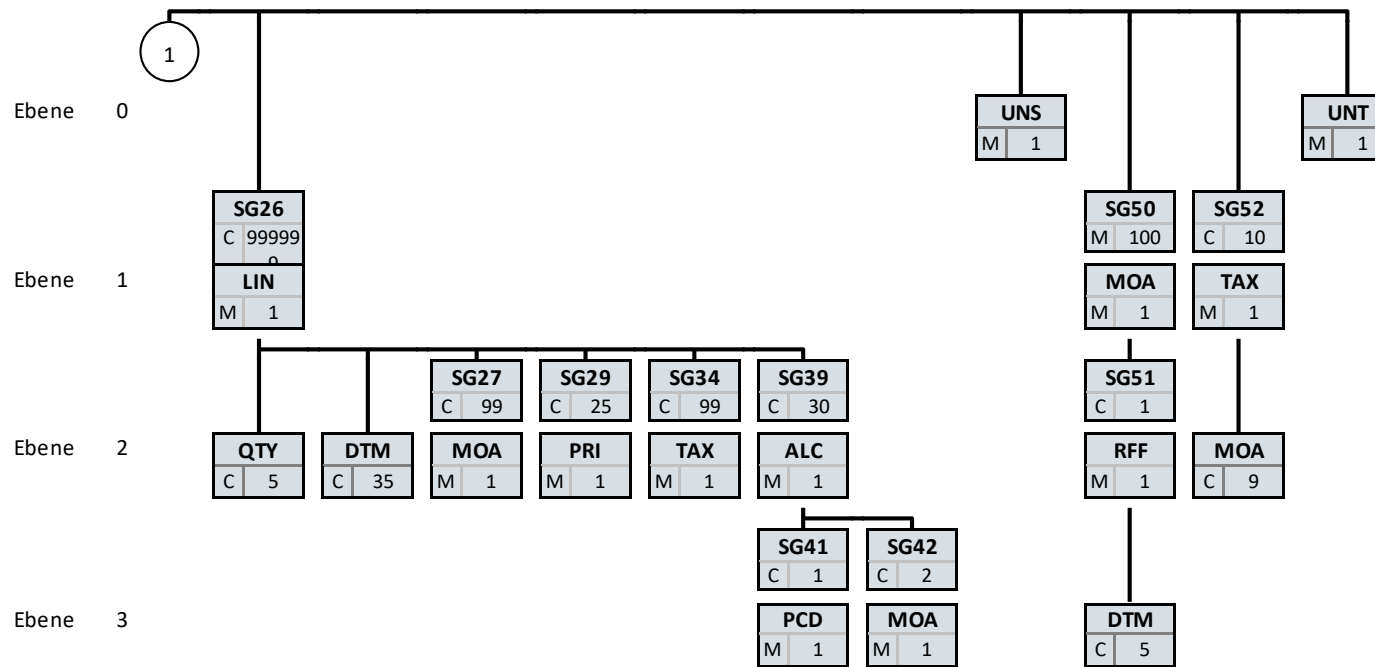 1
Ebene 0
UNS
M 1
UNT
M 1
SG26
C 99999
SG50
M 100
SG52
C 10
Ebene 1
LIN
M 1
MOA
M 1
TAX
M 1
SG27
C 99
SG29
C 25
SG34
C 99
SG39
C 30
SG51
C 1
Ebene 2
QTY
C 5
DTM
C 35
MOA
M 1
PRI
M 1
TAX
M 1
ALC
M 1
RFF
M 1
MOA
C 9
SG41
C 1
SG42
C 2
Ebene 3
PCD
M 1
MOA
M 1
DTM
C 5